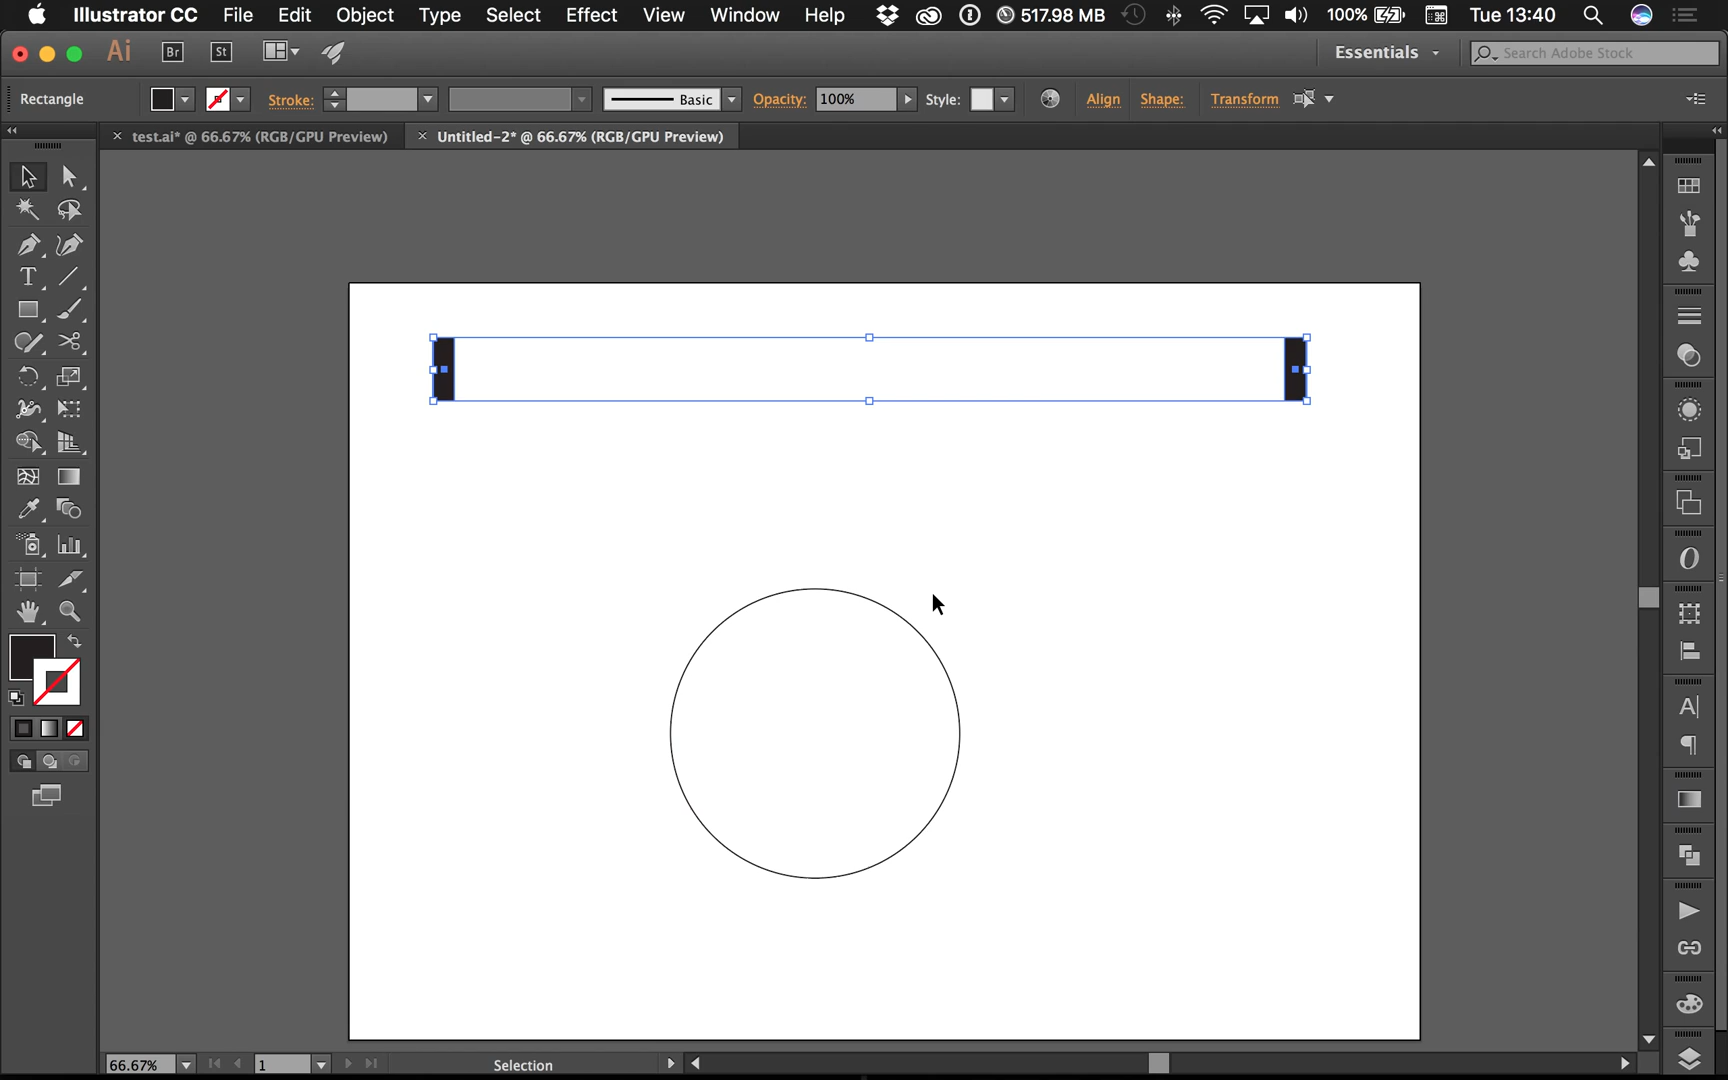 Illustrator CC File Edit Object Type Select Effect View Window Help 517.98 MB 100% Tue 13:40
Ai Br St Essentials Search Adobe Stock
Rectangle Stroke: Basic Opacity: 100% Style: Align Shape: Transform
× test.ai* @ 66.67% (RGB/GPU Preview) × Untitled-2* @ 66.67% (RGB/GPU Preview)
T
O
A
66.67% 1 Selection